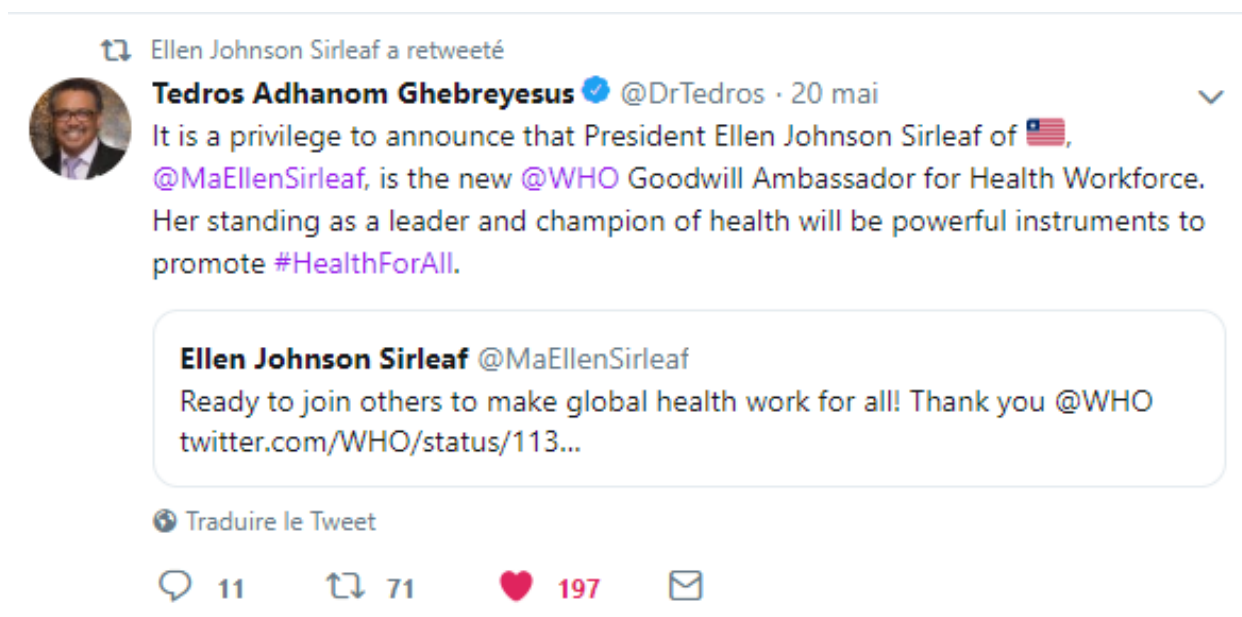 Ellen Johnson Sirleaf a retweeté
Tedros Adhanom Ghebreyesus @DrTedros · 20 mai
It is a privilege to announce that President Ellen Johnson Sirleaf of 🇱🇷,
@MaEllenSirleaf, is the new @WHO Goodwill Ambassador for Health Workforce.
Her standing as a leader and champion of health will be powerful instruments to
promote #HealthForAll.
Ellen Johnson Sirleaf @MaEllenSirleaf
Ready to join others to make global health work for all! Thank you @WHO
twitter.com/WHO/status/113...
Traduire le Tweet
11 71 197